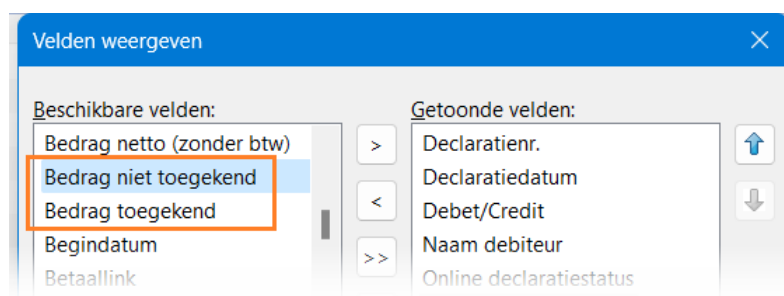 Velden weergeven
Beschikbare velden:
Bedrag netto (zonder btw)
Bedrag niet toegekend
Bedrag toegekend
Begindatum
Betaallink
>
<
>>
Getoonde velden:
Declaratienr.
Declaratiedatum
Debet/Credit
Naam debiteur
Online declaratiestatus